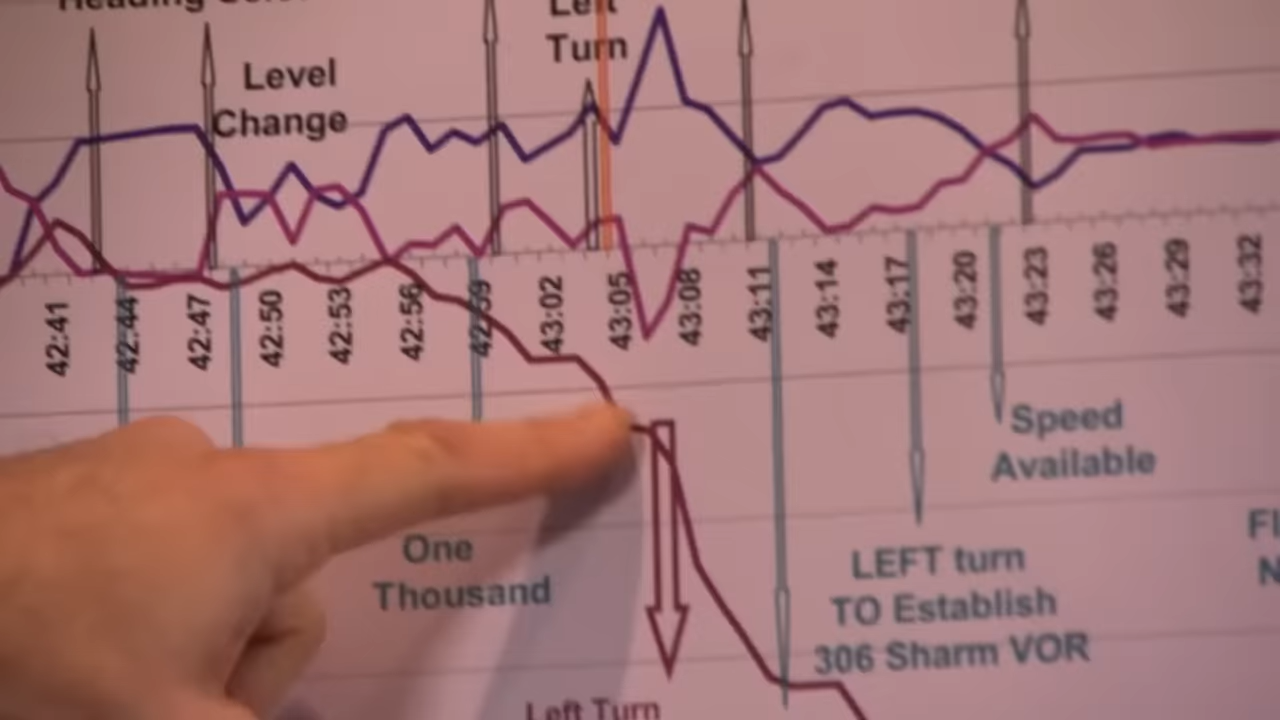 Heading
Left
Turn
Level
Change
42:41
42:44
42:47
42:50
42:53
42:56
42:59
43:02
43:05
43:08
43:11
43:14
43:17
43:20
43:23
43:26
43:29
43:32
Speed
Available
One
Thousand
LEFT turn
TO Establish
306 Sharm VOR
Left Turn